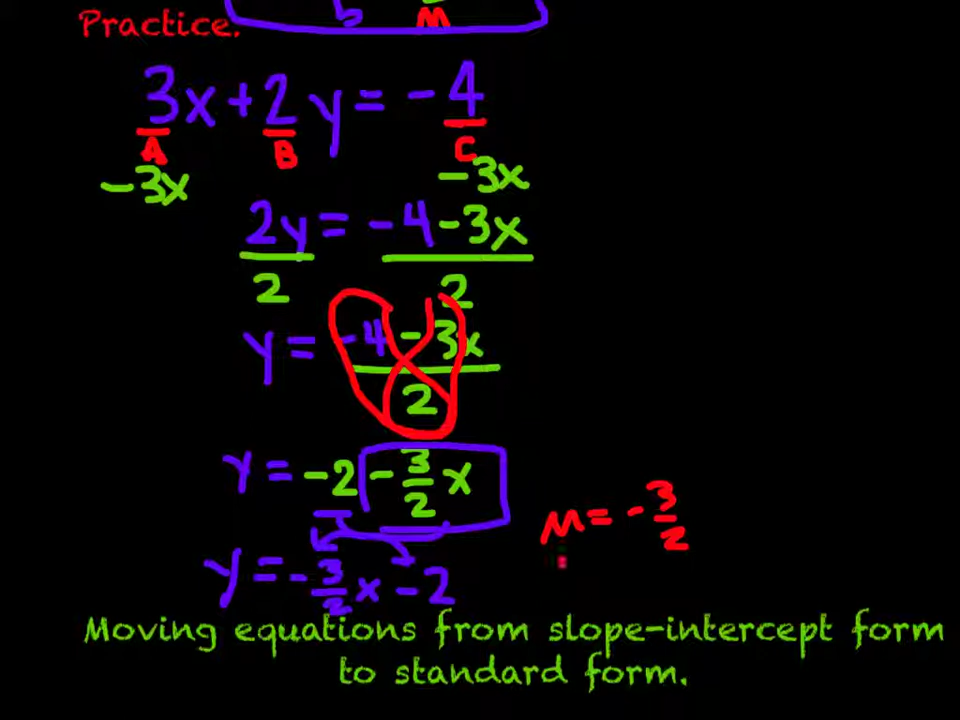 b m
Practice.
3x + 2y = -4
A B C
-3x -3x
2y = -4 -3x
2 2
y = -4 -3x
2
y = -2 - 3/2 x
m = - 3/2
y = - 3/2 x - 2
Moving equations from slope-intercept form
to standard form.